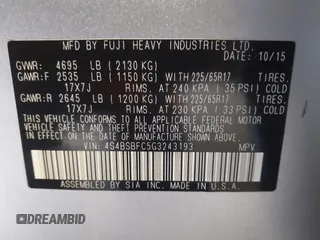 MFD BY FUJI HEAVY INDUSTRIES LTD.
10/15
GVWR: 4695 LB (2130 KG)
GAWR:F 2535 LB (1150 KG) WITH 225/65R17 TIRES.
17X7J RIMS. AT 240 KPA (35 PSI) COLD
GAWR:R 2645 LB (1200 KG) WITH 225/65R17 TIRES.
17X7J RIMS. AT 230 KPA (33 PSI) COLD
THIS VEHICLE CONFORMS TO ALL APPLICABLE
FEDERAL MOTOR VEHICLE SAFETY
STANDARDS IN EFFECT ON THE DATE OF
MANUFACTURE SHOWN ABOVE.
VIN: 4S4BSBFC5G3243193 MPV
ASSEMBLED BY SIA INC. MADE IN U.S.A.
© DREAMBID OTOMOTO.PL